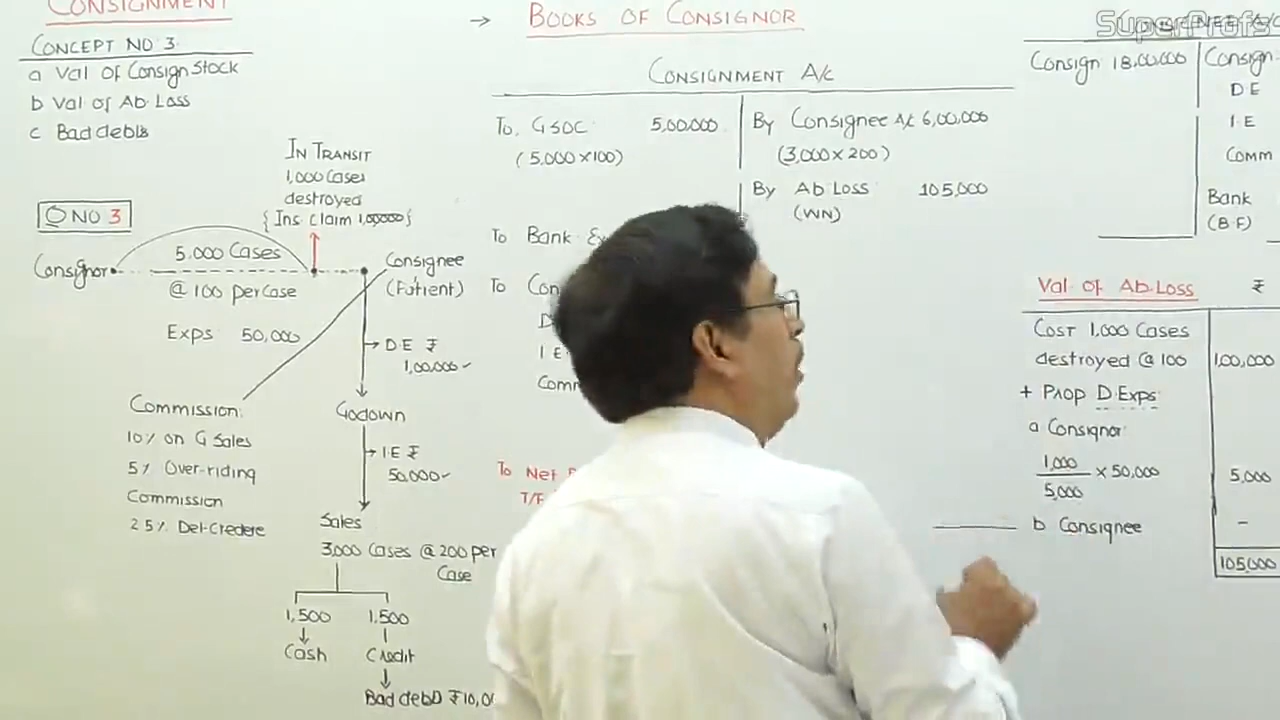 CONSIGNMENT
CONCEPT NO 3.
a Val of Consign Stock
b Val of Ab Loss
c Bad debts
IN TRANSIT
1,000 Cases
destroyed
{ Ins. Claim 1,00,000 }
Q NO 3
Consignor
5,000 Cases
@ 100 per case
Exps 50,000
Consignee
D.E ₹
1,00,000
Commission:
10% on G Sales
5% Over-riding
Commission
2.5% Del-Credere
Godown
I.E ₹
50,000
Sales
3,000 Cases @ 200 per
Case
1,500 1,500
Cash Credit
Bad debt ₹10,00
→ BOOKS OF CONSIGNOR
CONSIGNMENT A/c
To, GSOC 5,00,000
(5,000 x 100)
To Bank
To Con
D
I E
Comm
To Net
T/F
By Consignee A/c 6,00,000
(3,000 x 200)
By Ab Loss 105,000
(WN)
SuperProfs
A/c
Consign 18,00,000
Consign
D E
I E
Comm
Bank
(B F)
Val of Ab Loss ₹
Cost 1,000 Cases
destroyed @ 100 1,00,000
+ Prop D.Exps:
a Consignor
1,000
5,000
x 50,000 5,000
b Consignee -
105,000